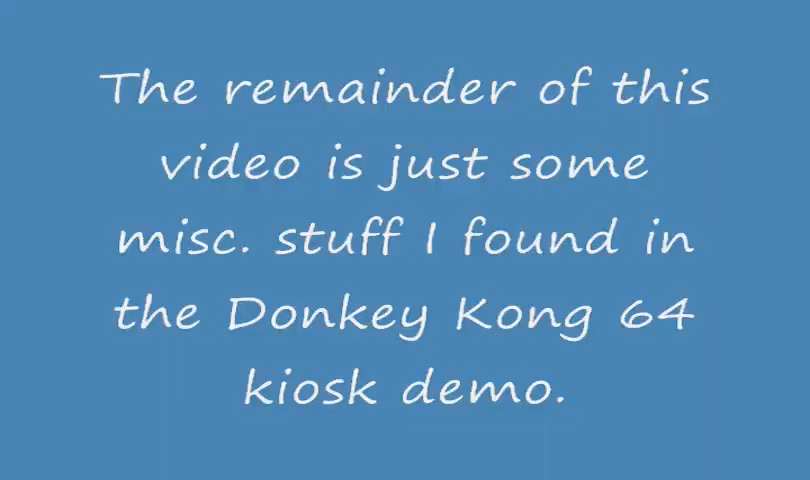 The remainder of this
video is just some
misc. stuff I found in
the Donkey Kong 64
kiosk demo.